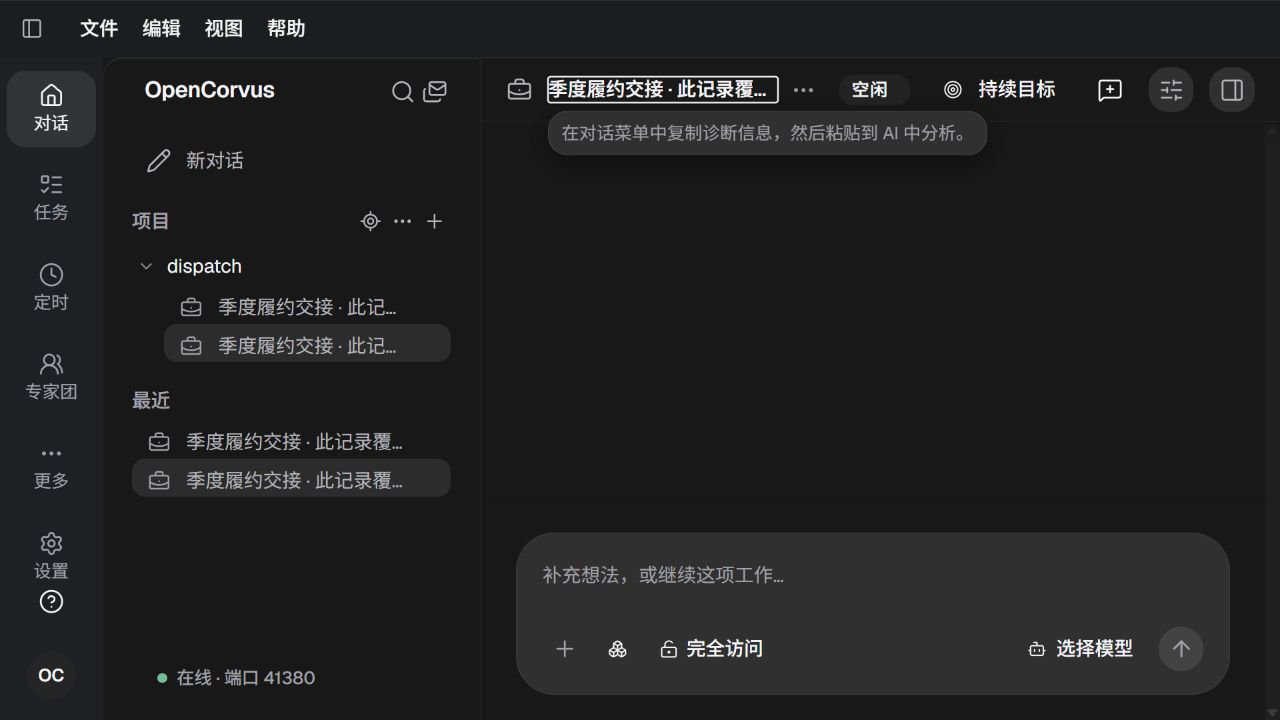 文件 编辑 视图 帮助
对话
任务
定时
专家团
更多
设置
OC
OpenCorvus
新对话
项目
dispatch
季度履约交接 · 此记...
季度履约交接 · 此记...
最近
季度履约交接 · 此记录覆...
季度履约交接 · 此记录覆...
在线 · 端口 41380
季度履约交接 · 此记录覆... 空闲 持续目标
在对话菜单中复制诊断信息，然后粘贴到 AI 中分析。
补充想法，或继续这项工作...
完全访问 选择模型